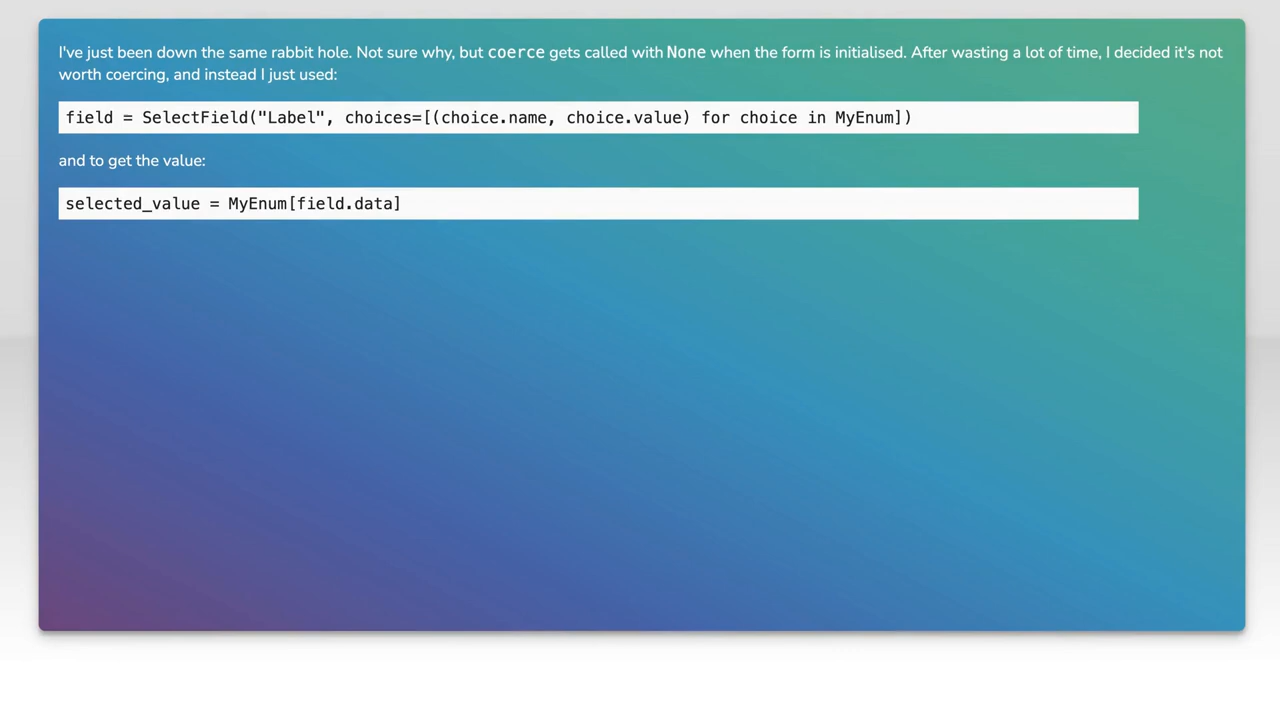 I've just been down the same rabbit hole. Not sure why, but coerce gets called with None when the form is initialised. After wasting a lot of time, I decided it's not
worth coercing, and instead I just used:
field = SelectField("Label", choices=[(choice.name, choice.value) for choice in MyEnum])
and to get the value:
selected_value = MyEnum[field.data]